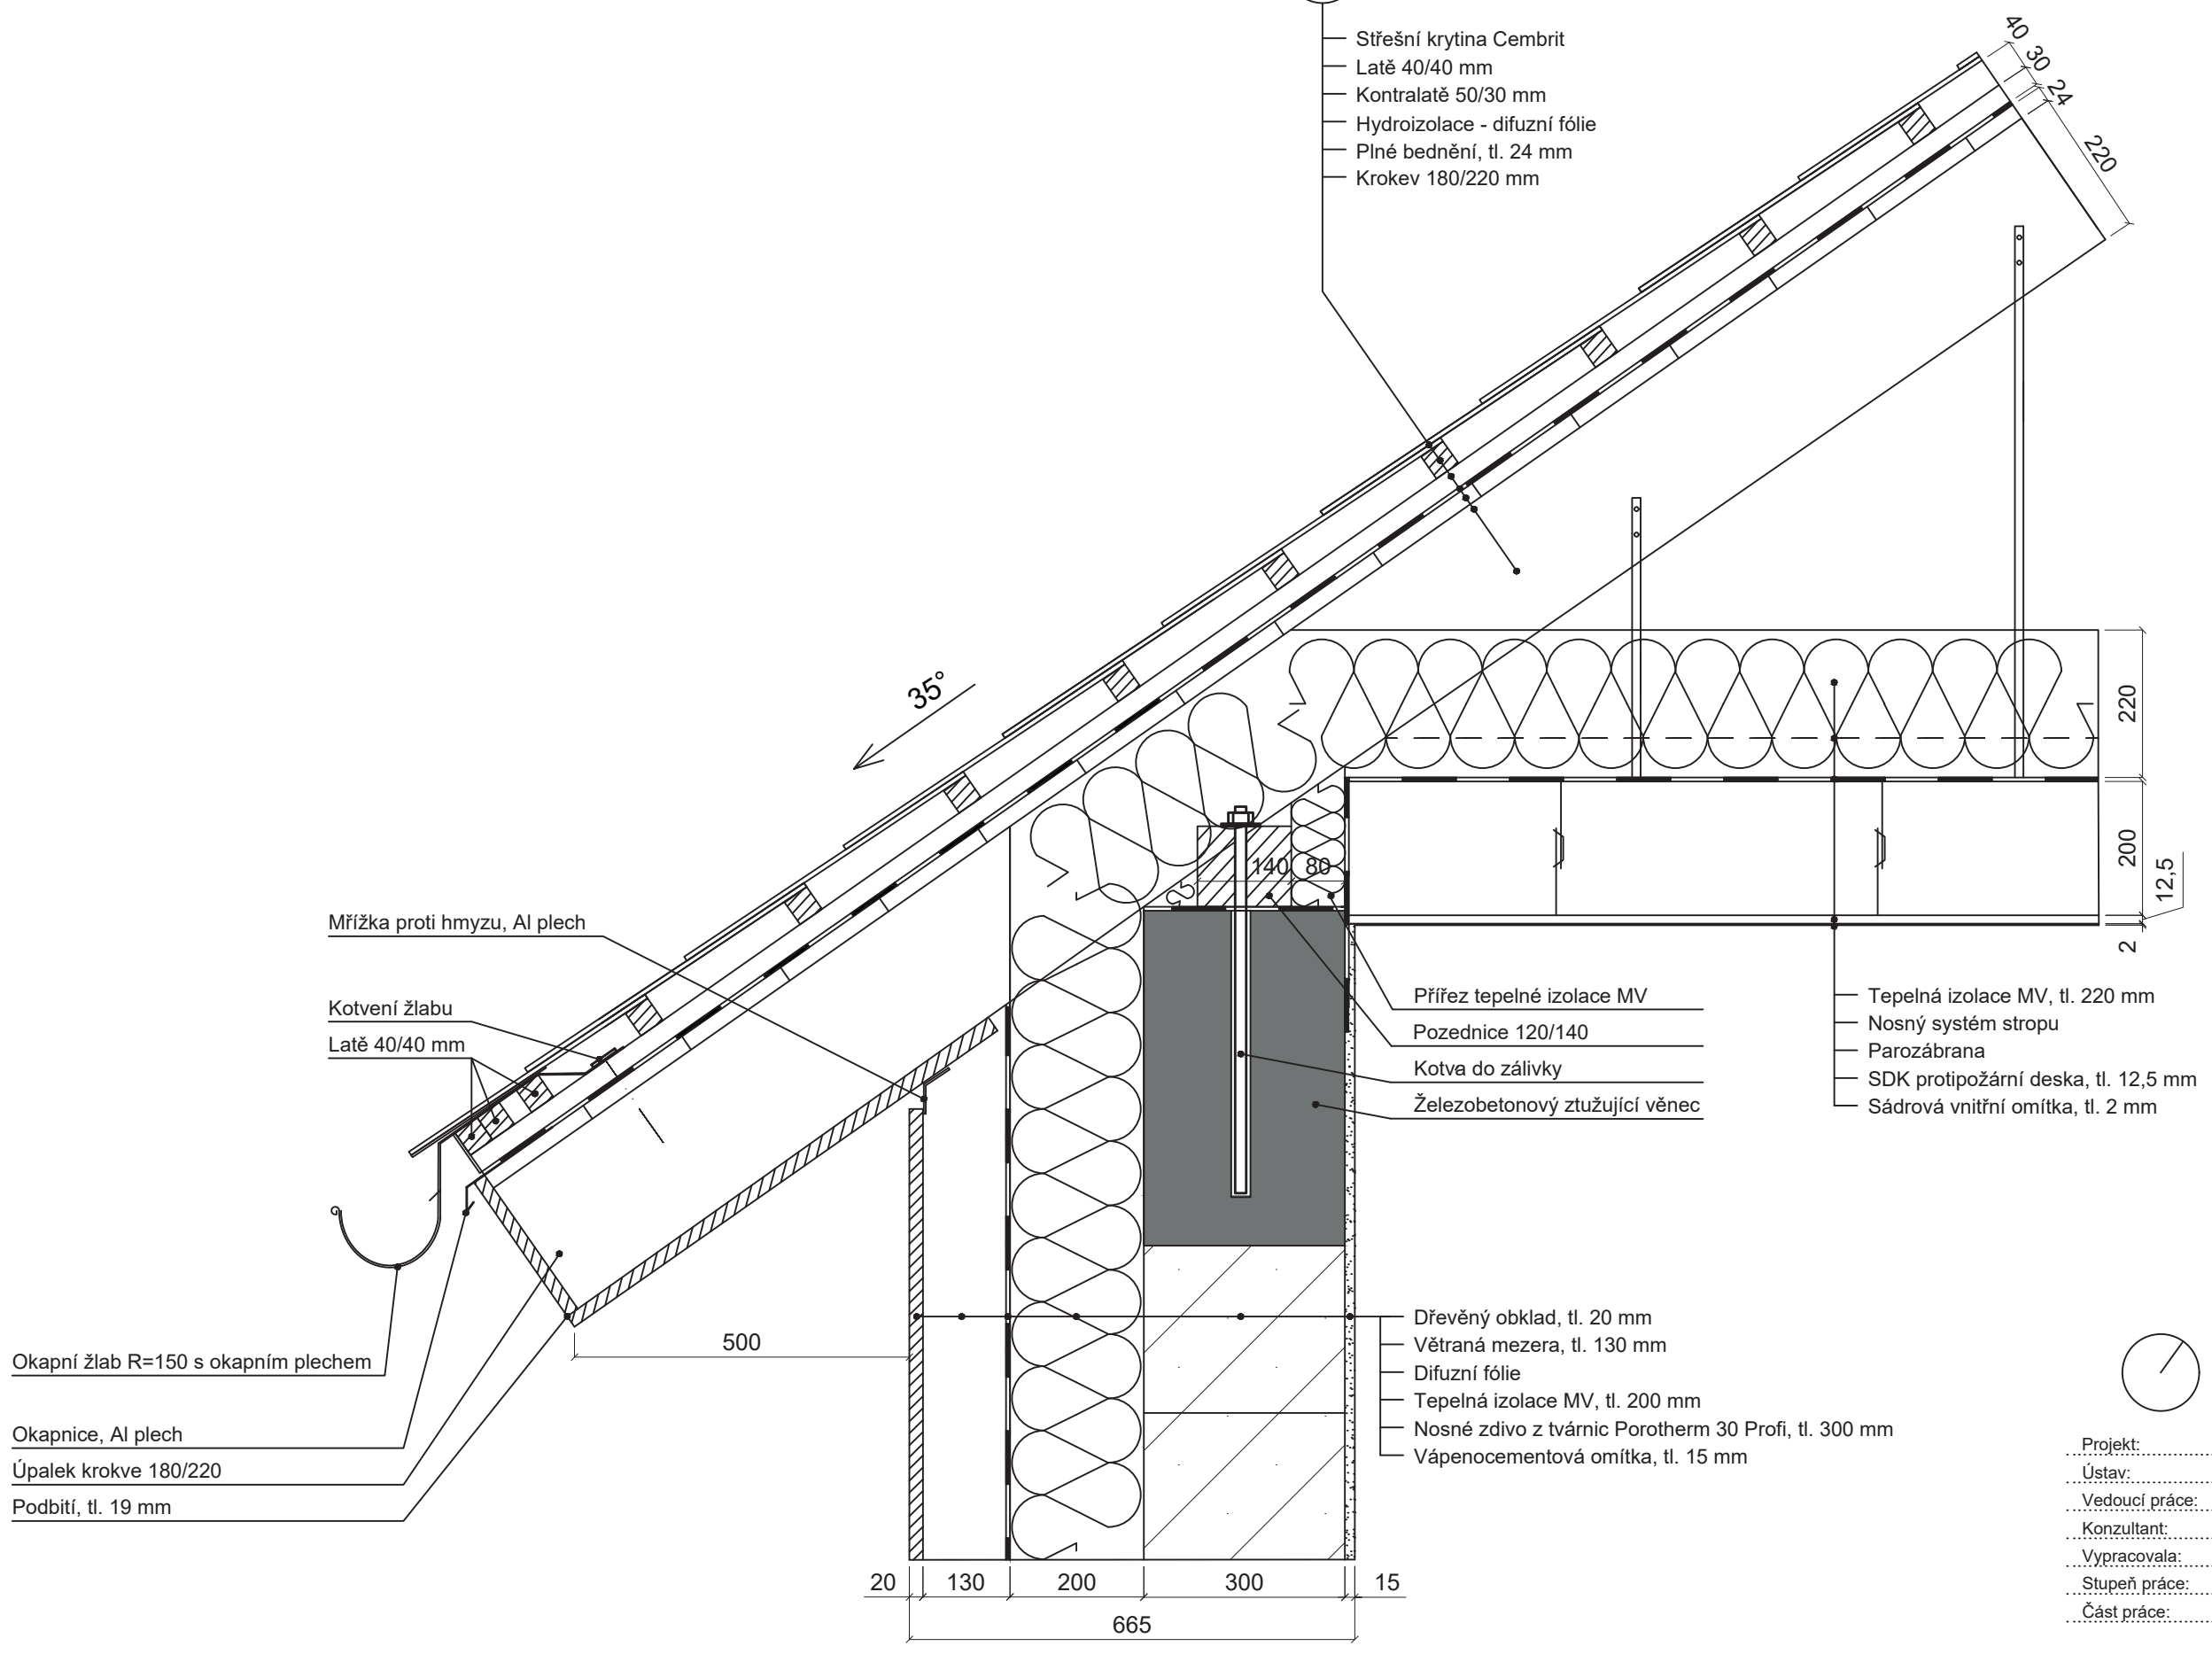 Střešní krytina Cembrit
Latě 40/40 mm
Kontralatě 50/30 mm
Hydroizolace - difuzní fólie
Plné bednění, tl. 24 mm
Krokev 180/220 mm
40
30
24
220
35°
220
200
12,5
2
140
80
Mřížka proti hmyzu, Al plech
Kotvení žlabu
Latě 40/40 mm
Přířez tepelné izolace MV
Pozednice 120/140
Kotva do zálivky
Železobetonový ztužující věnec
Tepelná izolace MV, tl. 220 mm
Nosný systém stropu
Parozábrana
SDK protipožární deska, tl. 12,5 mm
Sádrová vnitřní omítka, tl. 2 mm
500
Okapní žlab R=150 s okapním plechem
Okapnice, Al plech
Úpalek krokve 180/220
Podbití, tl. 19 mm
Dřevěný obklad, tl. 20 mm
Větraná mezera, tl. 130 mm
Difuzní fólie
Tepelná izolace MV, tl. 200 mm
Nosné zdivo z tvárnic Porotherm 30 Profi, tl. 300 mm
Vápenocementová omítka, tl. 15 mm
20
130
200
300
15
665
Projekt:
Ústav:
Vedoucí práce:
Konzultant:
Vypracovala:
Stupeň práce:
Část práce: